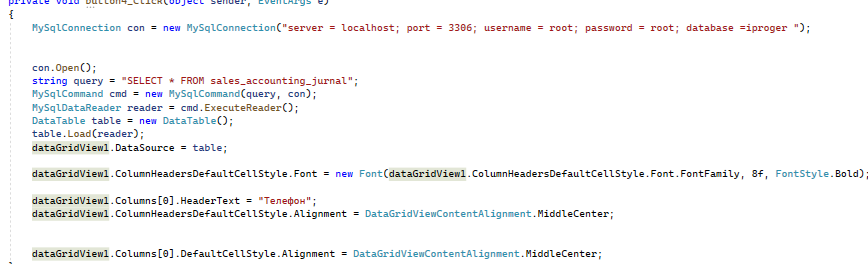 private void button4_Click(object sender, EventArgs e)
{
MySqlConnection con = new MySqlConnection("server = localhost; port = 3306; username = root; password = root; database =iproger ");
con.Open();
string query = "SELECT * FROM sales_accounting_jurnal";
MySqlCommand cmd = new MySqlCommand(query, con);
MySqlDataReader reader = cmd.ExecuteReader();
DataTable table = new DataTable();
table.Load(reader);
dataGridView1.DataSource = table;
dataGridView1.ColumnHeadersDefaultCellStyle.Font = new Font(dataGridView1.ColumnHeadersDefaultCellStyle.Font.FontFamily, 8f, FontStyle.Bold);
dataGridView1.Columns[0].HeaderText = "Телефон";
dataGridView1.ColumnHeadersDefaultCellStyle.Alignment = DataGridViewContentAlignment.MiddleCenter;
dataGridView1.Columns[0].DefaultCellStyle.Alignment = DataGridViewContentAlignment.MiddleCenter;